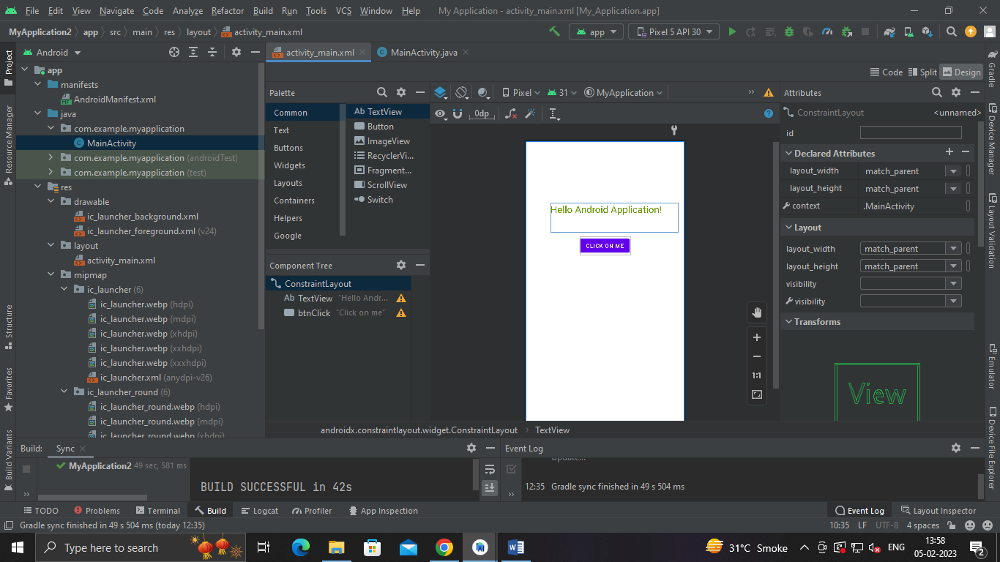 File Edit View Navigate Code Analyze Refactor Build Run Tools VCS Window Help My Application - activity_main.xml [My_Application.app]
MyApplication2 app src main res layout activity_main.xml app Pixel 5 API 30
Project
Resource Manager
Structure
Favorites
Build Variants
Android
app
manifests
AndroidManifest.xml
java
com.example.myapplication
MainActivity
com.example.myapplication (androidTest)
com.example.myapplication (test)
res
drawable
ic_launcher_background.xml
ic_launcher_foreground.xml (v24)
layout
activity_main.xml
mipmap
ic_launcher (6)
ic_launcher.webp (hdpi)
ic_launcher.webp (mdpi)
ic_launcher.webp (xhdpi)
ic_launcher.webp (xxhdpi)
ic_launcher.webp (xxxhdpi)
ic_launcher.xml (anydpi-v26)
ic_launcher_round (6)
ic_launcher_round.webp (hdpi)
ic_launcher_round.webp (mdpi)
ic_launcher_round.webp (xhdpi)
activity_main.xml MainActivity.java
Code Split Design
Palette
Common
Text
Buttons
Widgets
Layouts
Containers
Helpers
Google
Ab TextView
Button
ImageView
RecyclerVi...
Fragment...
ScrollView
Switch
Component Tree
ConstraintLayout
Ab TextView "Hello Andr...
btnClick "Click on me"
Pixel 31 MyApplication
0dp
Hello Android Application!
CLICK ON ME
1:1
androidx.constraintlayout.widget.ConstraintLayout TextView
Attributes
ConstraintLayout <unnamed>
id
Declared Attributes
layout_width match_parent
layout_height match_parent
context .MainActivity
Layout
layout_width match_parent
layout_height match_parent
visibility
visibility
Transforms
View
Gradle
Device Manager
Layout Validation
Emulator
Device File Explorer
Build: Sync
MyApplication2 49 sec, 581 ms
BUILD SUCCESSFUL in 42s
Event Log
Update...
12:35 Gradle sync finished in 49 s 504 ms
TODO Problems Terminal Build Logcat Profiler App Inspection Event Log Layout Inspector
Gradle sync finished in 49 s 504 ms (today 12:35) 10:35 LF UTF-8 4 spaces
Type here to search 31°C Smoke ENG 13:58
05-02-2023 2